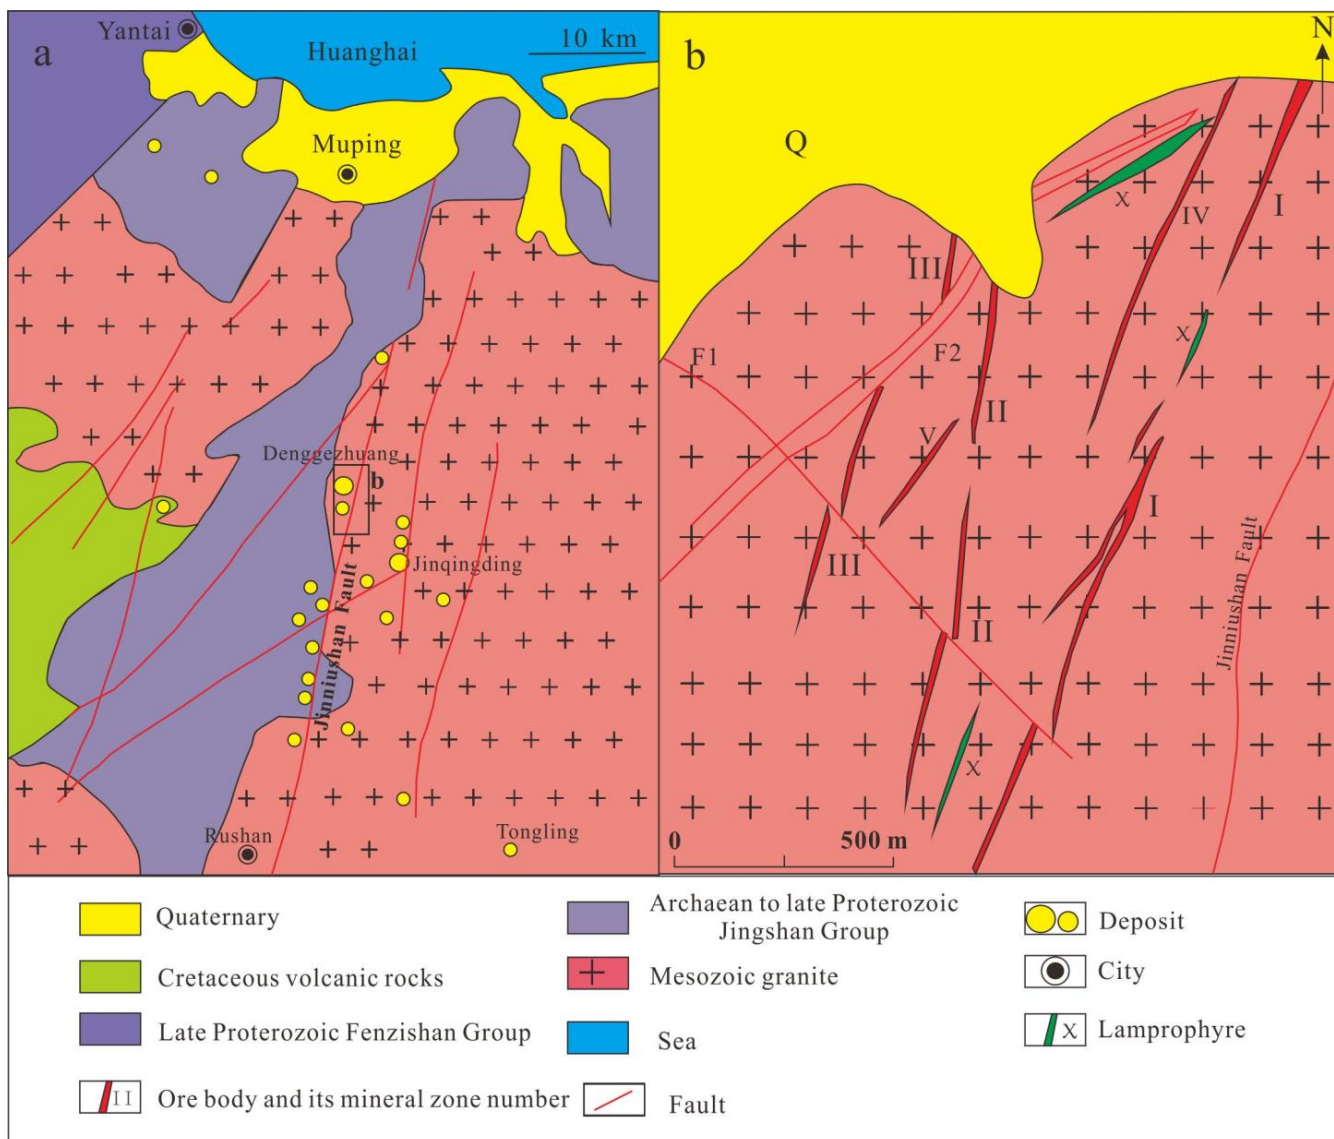 Yantai
a
Huanghai
10 km
Muping
Denggezhuang
b
Jinqingding
Jinniushan Fault
Rushan
Tongling
b
N
Q
X
IV
I
III
F1
F2
X
II
V
I
III
II
Jinniushan Fault
X
0
500 m
Quaternary
Archaean to late Proterozoic
Jingshan Group
Deposit
Cretaceous volcanic rocks
Mesozoic granite
City
Late Proterozoic Fenzishan Group
Sea
X
Lamprophyre
II
Ore body and its mineral zone number
Fault